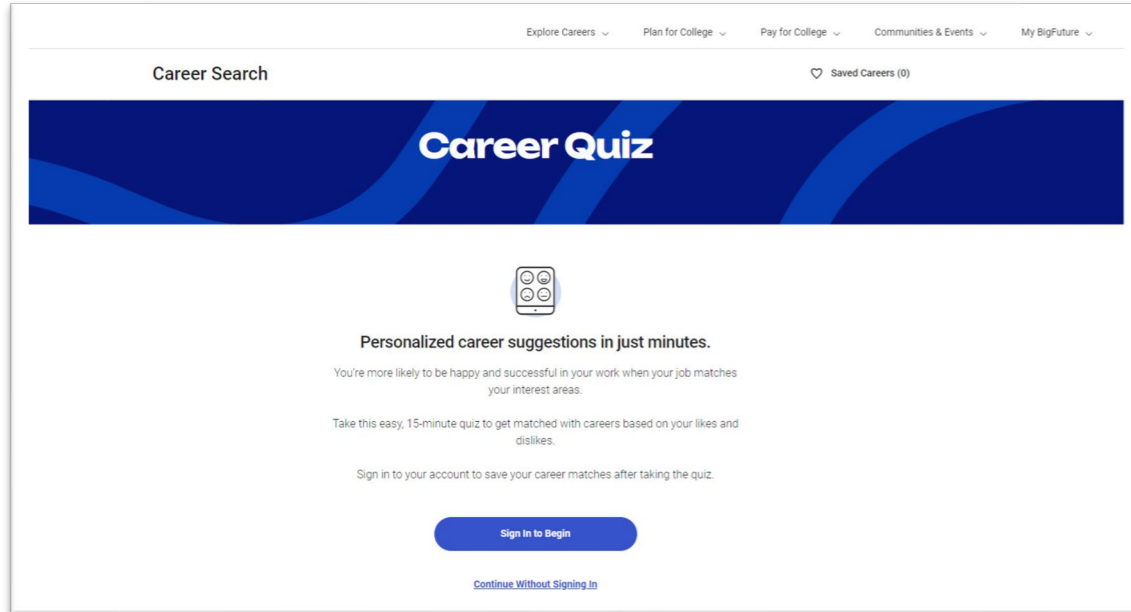 Explore Careers Plan for College Pay for College Communities & Events My BigFuture
Career Search Saved Careers (0)
Career Quiz
Personalized career suggestions in just minutes.
You're more likely to be happy and successful in your work when your job matches
your interest areas.
Take this easy, 15-minute quiz to get matched with careers based on your likes and
dislikes.
Sign in to your account to save your career matches after taking the quiz.
Sign In to Begin
Continue Without Signing In